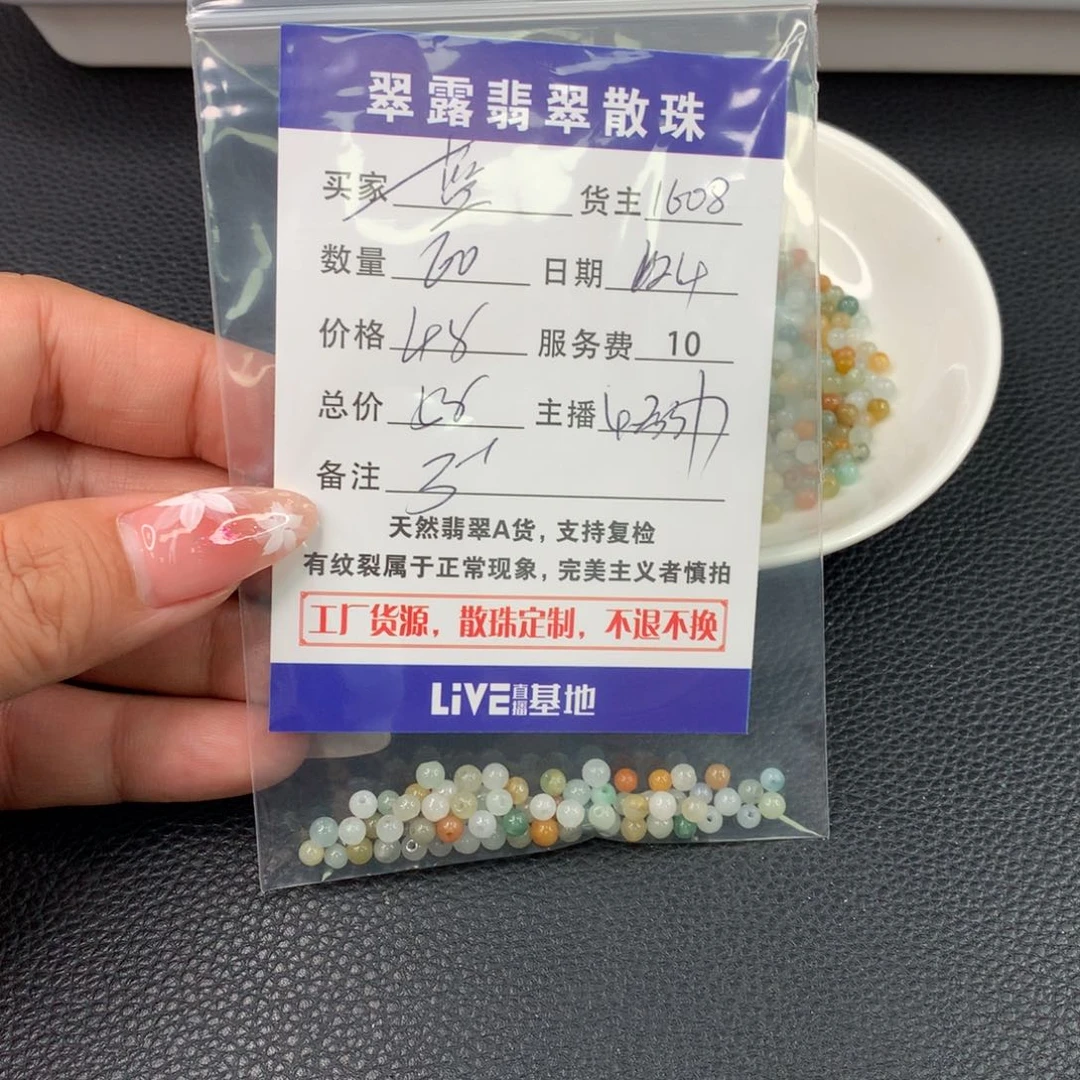 翠露翡翠散珠
买家 货主 1608
数量 60 日期 124
价格 48 服务费 10
总价 主播
备注
天然翡翠A货,支持复检
有纹裂属于正常现象,完美主义者慎拍
工厂货源,散珠定制,不退不换
LiVE直播基地